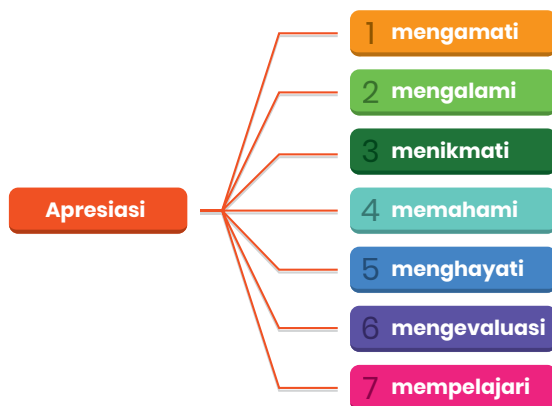 Apresiasi
1 mengamati
2 mengalami
3 menikmati
4 memahami
5 menghayati
6 mengevaluasi
7 mempelajari